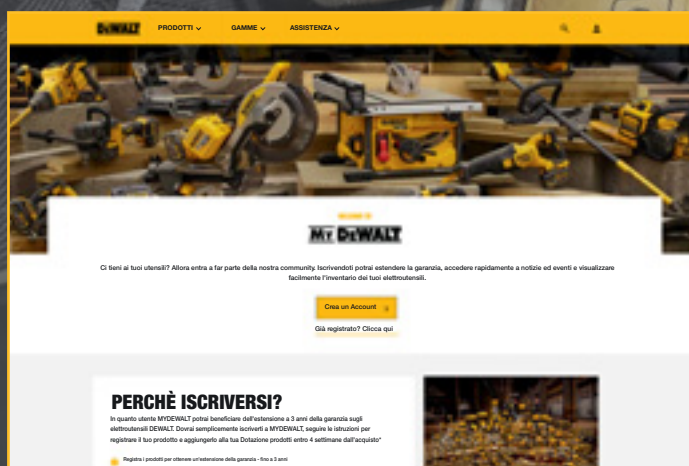 DEWALT PRODOTTI GAMME ASSISTENZA
WELCOME TO
MY DEWALT
Ci tieni ai tuoi utensili? Allora entra a far parte della nostra community. Iscrivendoti potrai estendere la garanzia, accedere rapidamente a notizie ed eventi e visualizzare
facilmente l'inventario dei tuoi elettroutensili.
Crea un Account
Già registrato? Clicca qui
PERCHÈ ISCRIVERSI?
In quanto utente MYDEWALT potrai beneficiare dell'estensione a 3 anni della garanzia sugli
elettroutensili DEWALT. Dovrai semplicemente iscriverti a MYDEWALT, seguire le istruzioni per
registrare il tuo prodotto e aggiungerlo alla tua Dotazione prodotti entro 4 settimane dall'acquisto*
Registra i prodotti per ottenere un'estensione della garanzia - fino a 3 anni